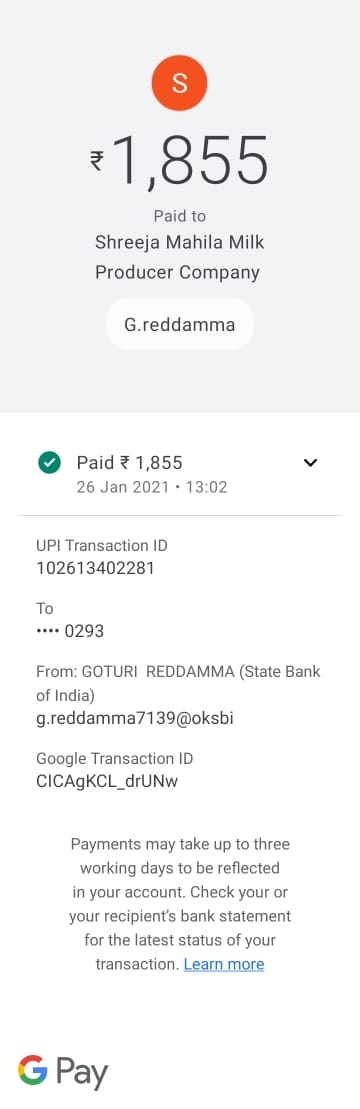 S
₹1,855
Paid to
Shreeja Mahila Milk
Producer Company
G.reddamma
Paid ₹ 1,855
26 Jan 2021 • 13:02
UPI Transaction ID
102613402281
To
•••• 0293
From: GOTURI  REDDAMMA (State Bank
of India)
g.reddamma7139@oksbi
Google Transaction ID
CICAgKCL_drUNw
Payments may take up to three
working days to be reflected
in your account. Check your or
your recipient's bank statement
for the latest status of your
transaction. Learn more
G Pay